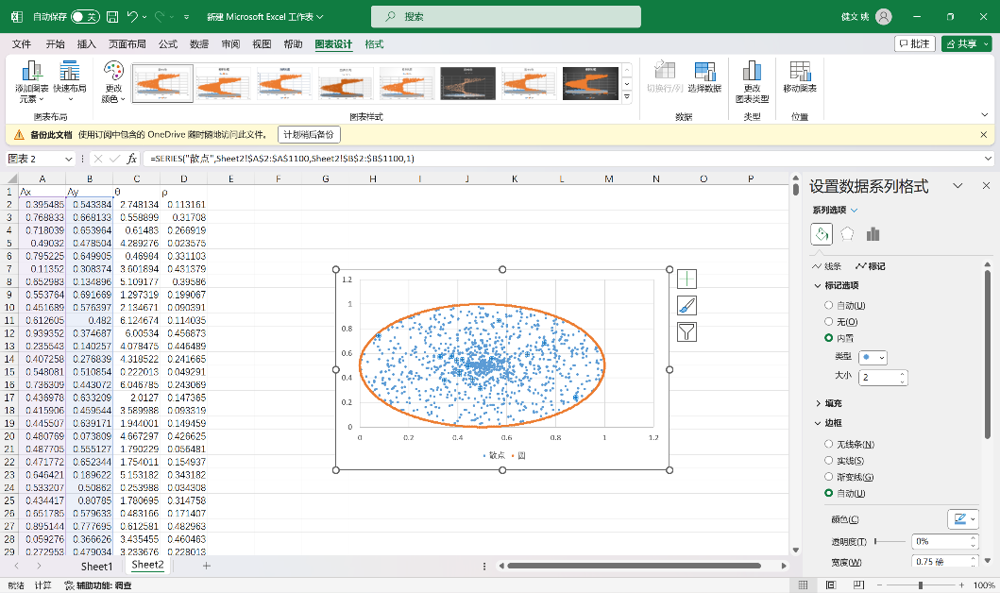 自动保存 关 新建 Microsoft Excel 工作表 搜索 健文 姚
文件 开始 插入 页面布局 公式 数据 审阅 视图 帮助 图表设计 格式 批注 共享
添加图表元素 快速布局 更改颜色 切换行/列 选择数据 更改图表类型 移动图表
图表布局 图表样式 数据 类型 位置
备份此文档 使用订阅中包含的 OneDrive 随时随地访问此文件。 计划稍后备份
图表 2 fx =SERIES("散点",Sheet2!$A$2:$A$1100,Sheet2!$B$2:$B$1100,1)
A B C D E F G H I J K L M N O P
1 Ax Ay θ ρ
2 0.395485 0.543384 2.748134 0.113161
3 0.768833 0.668133 0.558899 0.31708
4 0.718039 0.653964 0.61483 0.266919
5 0.49032 0.478504 4.289276 0.023575
6 0.795225 0.649905 0.46984 0.331103
7 0.11352 0.308374 3.601894 0.431379
8 0.652983 0.134896 5.109177 0.39586
9 0.553764 0.691669 1.297319 0.199067
10 0.451689 0.576397 2.134671 0.090391
11 0.612605 0.482 6.124674 0.114035
12 0.939352 0.374687 6.00534 0.456873
13 0.235543 0.140257 4.078475 0.446489
14 0.407258 0.276839 4.318522 0.241665
15 0.548081 0.510854 0.222013 0.049291
16 0.736309 0.443072 6.046785 0.243069
17 0.436978 0.633209 2.0127 0.147365
18 0.415906 0.459544 3.589988 0.093319
19 0.445507 0.639171 1.944001 0.149459
20 0.480769 0.073809 4.667297 0.426625
21 0.487705 0.555127 1.790229 0.056481
22 0.471772 0.652344 1.754011 0.154937
23 0.646421 0.189622 5.153182 0.343182
24 0.533207 0.50862 0.253988 0.034308
25 0.434417 0.80785 1.780695 0.314758
26 0.651785 0.579633 0.483166 0.171407
27 0.895144 0.777695 0.612581 0.482963
28 0.059276 0.366626 3.435455 0.460463
29 0.272953 0.479034 3.233676 0.228013
1.2
1
0.8
0.6
0.4
0.2
0
0 0.2 0.4 0.6 0.8 1 1.2
散点 圆
设置数据系列格式
系列选项
线条 标记
标记选项
自动(U)
无(O)
内置
类型
大小 2
填充
边框
无线条(N)
实线(S)
渐变线(G)
自动(U)
颜色(C)
透明度(T) 0%
宽度(W) 0.75 磅
Sheet1 Sheet2
就绪 计算 辅助功能: 调查 100%